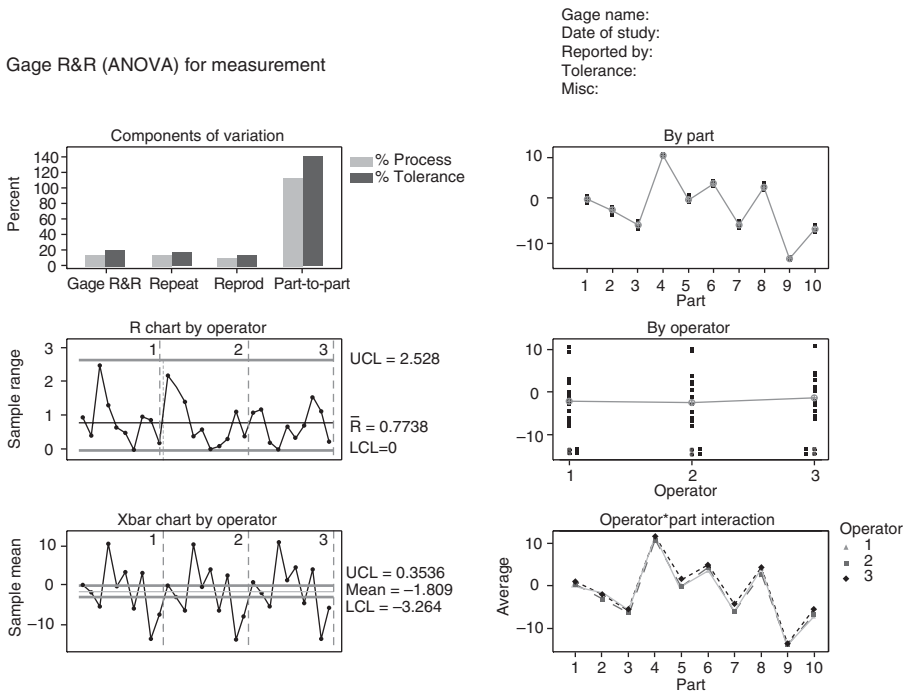 Gage name:
Date of study:
Reported by:
Tolerance:
Misc:
Gage R&R (ANOVA) for measurement
Components of variation
Percent
140
120
100
80
60
40
20
0
Gage R&R Repeat Reprod Part-to-part
% Process
% Tolerance
By part
10
0
−10
1 2 3 4 5 6 7 8 9 10
Part
R chart by operator
Sample range
3
2
1
0
1 2 3
UCL = 2.528
R̅ = 0.7738
LCL=0
By operator
10
0
−10
1 2 3
Operator
Xbar chart by operator
Sample mean
10
0
−10
1 2 3
UCL = 0.3536
Mean = −1.809
LCL = −3.264
Operator*part interaction
Average
10
0
−10
1 2 3 4 5 6 7 8 9 10
Part
Operator
1
2
3